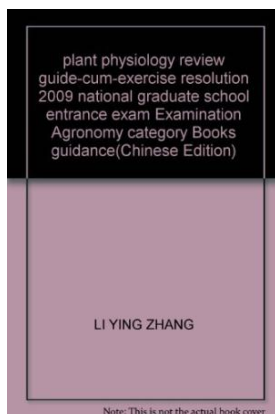 plant physiology review
guide-cum-exercise resolution
2009 national graduate school
entrance exam Examination
Agronomy category Books
guidance(Chinese Edition)
LI YING ZHANG
Note: This is not the actual book cover